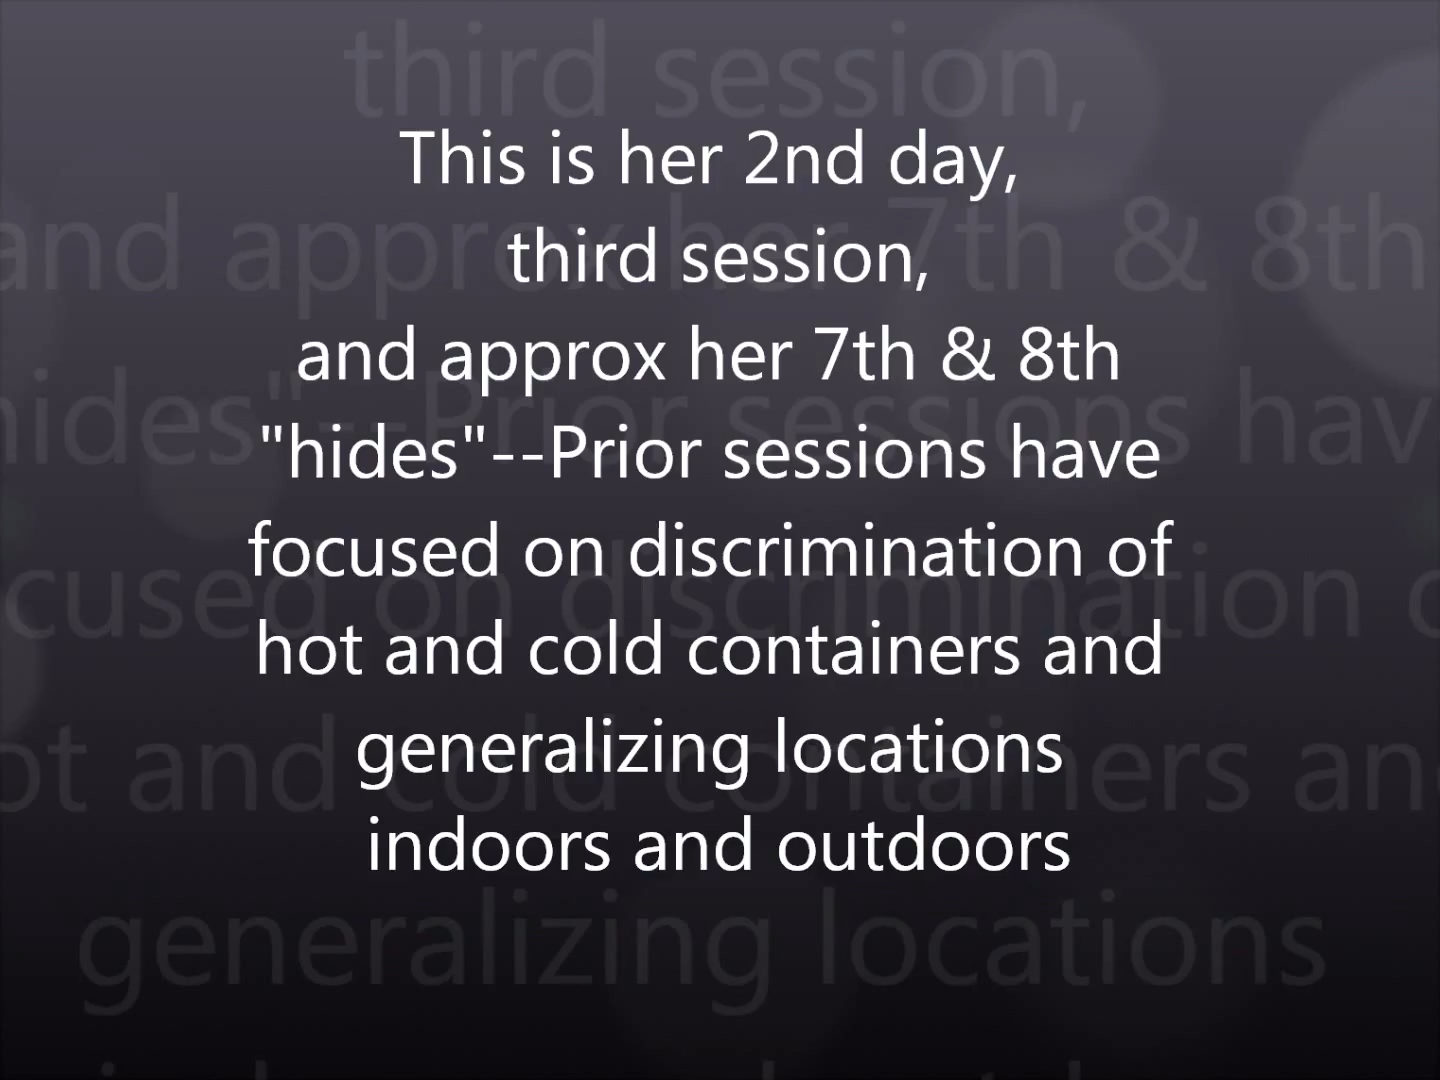 This is her 2nd day,
third session,
and approx her 7th & 8th
"hides"--Prior sessions have
focused on discrimination of
hot and cold containers and
generalizing locations
indoors and outdoors